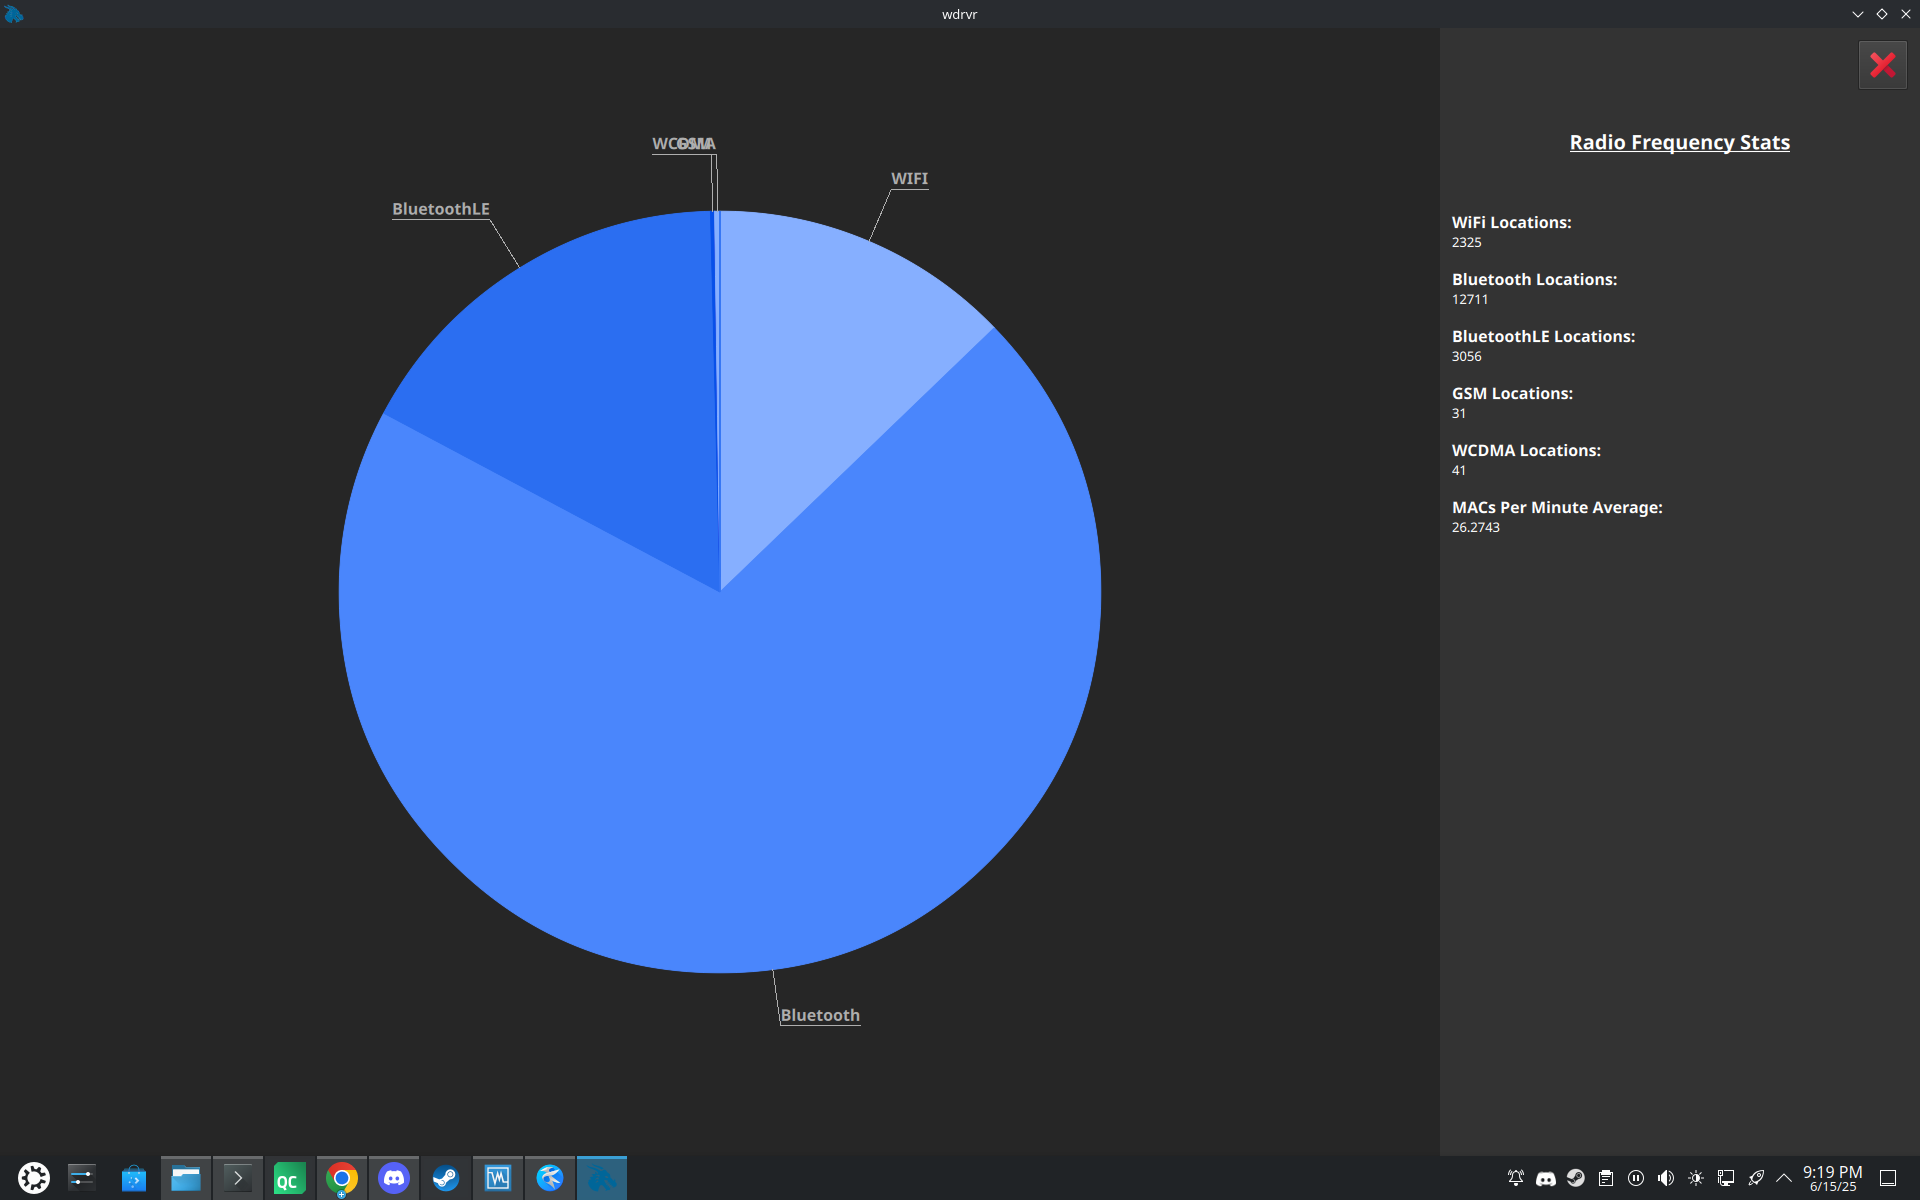 wdrvr
WCDMA
GSM
WIFI
BluetoothLE
Bluetooth
Radio Frequency Stats
WiFi Locations:
2325
Bluetooth Locations:
12711
BluetoothLE Locations:
3056
GSM Locations:
31
WCDMA Locations:
41
MACs Per Minute Average:
26.2743
QC
9:19 PM
6/15/25